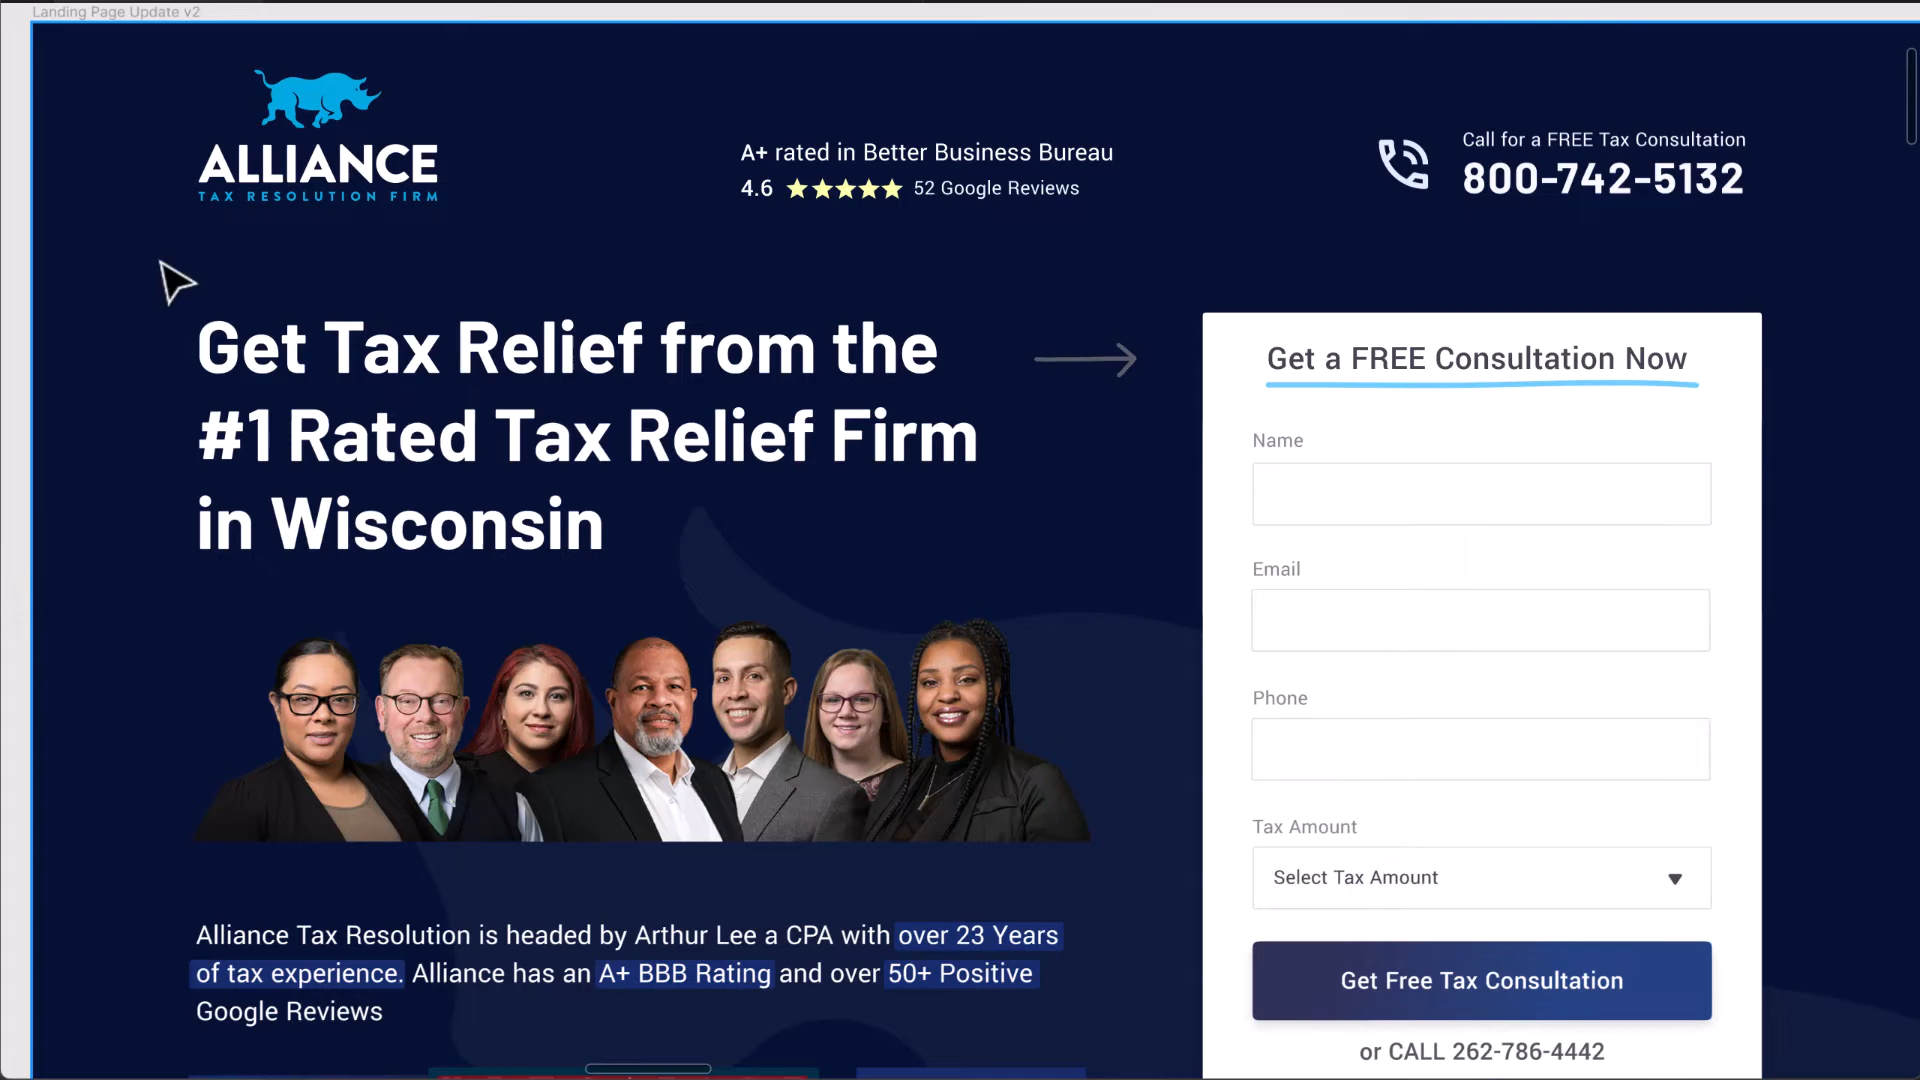 Landing Page Update v2
ALLIANCE
TAX RESOLUTION FIRM
A+ rated in Better Business Bureau
4.6 52 Google Reviews
Call for a FREE Tax Consultation
800-742-5132
Get Tax Relief from the
#1 Rated Tax Relief Firm
in Wisconsin
Alliance Tax Resolution is headed by Arthur Lee a CPA with over 23 Years
of tax experience. Alliance has an A+ BBB Rating and over 50+ Positive
Google Reviews
Get a FREE Consultation Now
Name
Email
Phone
Tax Amount
Select Tax Amount
Get Free Tax Consultation
or CALL 262-786-4442